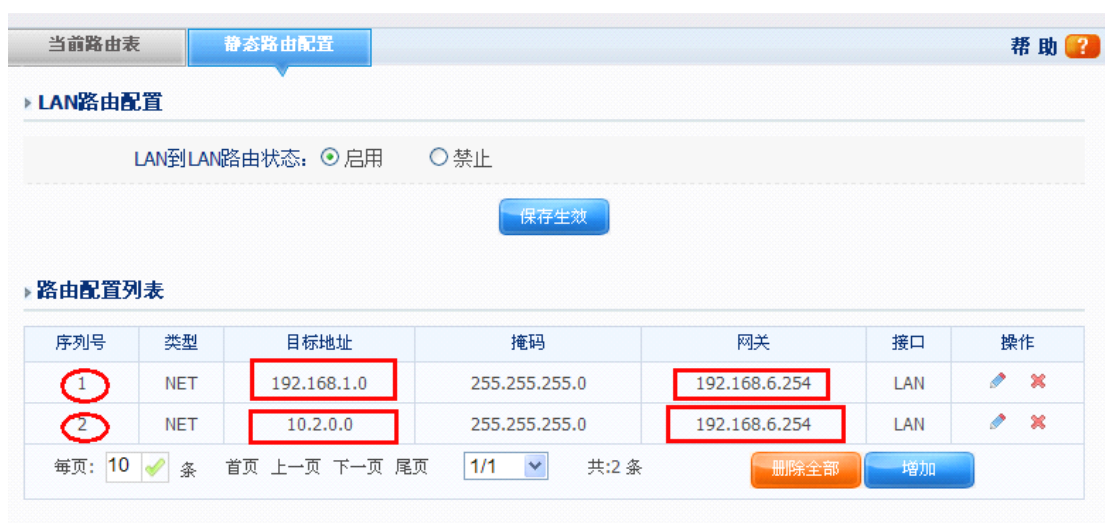 当前路由表 静态路由配置 帮 助 ?
LAN路由配置
LAN到LAN路由状态: 启用 禁止
保存生效
路由配置列表
序列号 类型 目标地址 掩码 网关 接口 操作
1 NET 192.168.1.0 255.255.255.0 192.168.6.254 LAN
2 NET 10.2.0.0 255.255.255.0 192.168.6.254 LAN
每页: 10 条 首页 上一页 下一页 尾页 1/1 共:2 条 删除全部 增加